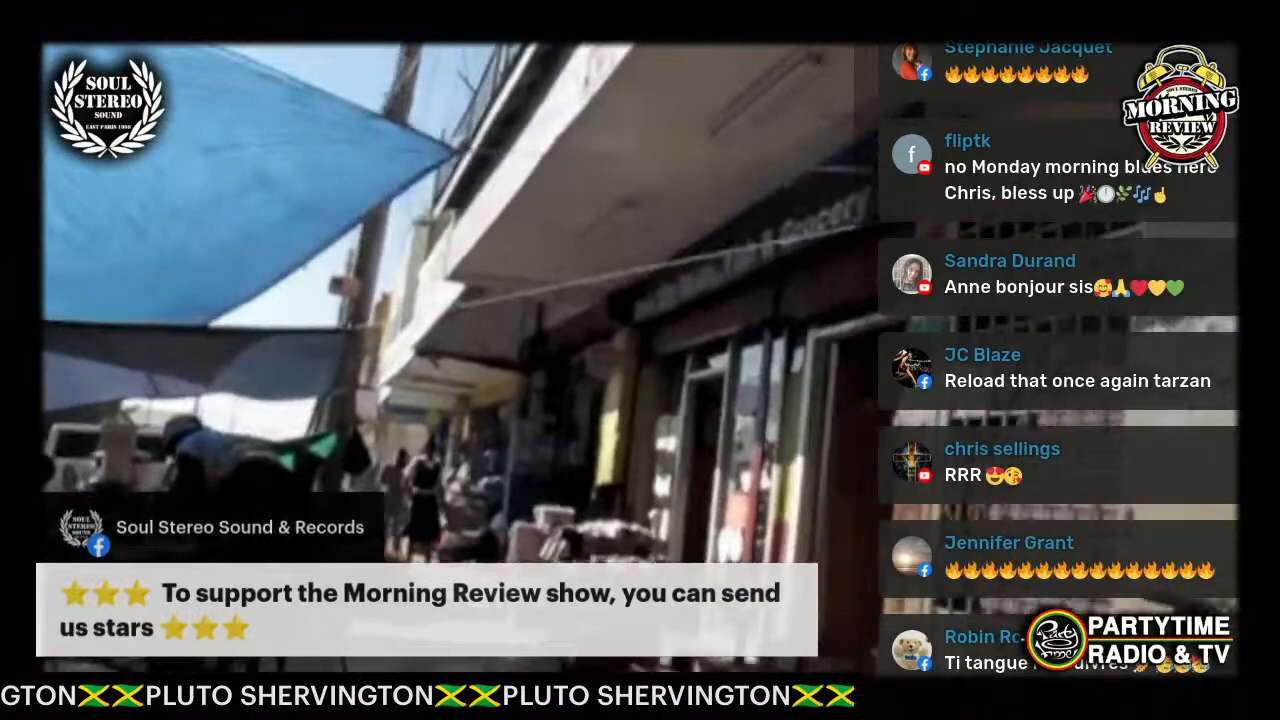 SOUL
STEREO
SOUND
EAST PARIS 1998
& Grocery
Stephanie Jacquet
🔥🔥🔥🔥🔥🔥🔥🔥
MORNING
REVIEW
f
fliptk
no Monday morning blues here
Chris, bless up 🎉🕛🌿🎶☝
Sandra Durand
Anne bonjour sis🥰🙏❤💛💚
JC Blaze
Reload that once again tarzan
chris sellings
RRR 😍😘
Jennifer Grant
🔥🔥🔥🔥🔥🔥🔥🔥🔥🔥🔥🔥🔥🔥🔥
Robin
Ti tangue
PARTYTIME
RADIO & TV
Soul Stereo Sound & Records
⭐⭐⭐ To support the Morning Review show, you can send
us stars ⭐⭐⭐
GTON🇯🇲🇯🇲PLUTO SHERVINGTON🇯🇲🇯🇲PLUTO SHERVINGTON🇯🇲🇯🇲